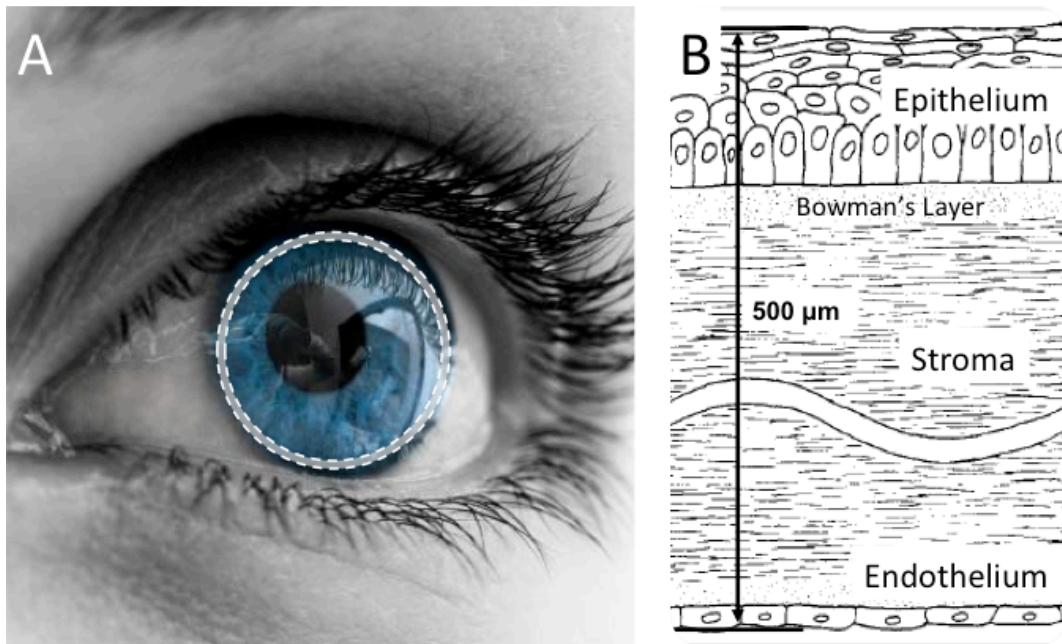 A
B
Epithelium
Bowman's Layer
500 µm
Stroma
Endothelium